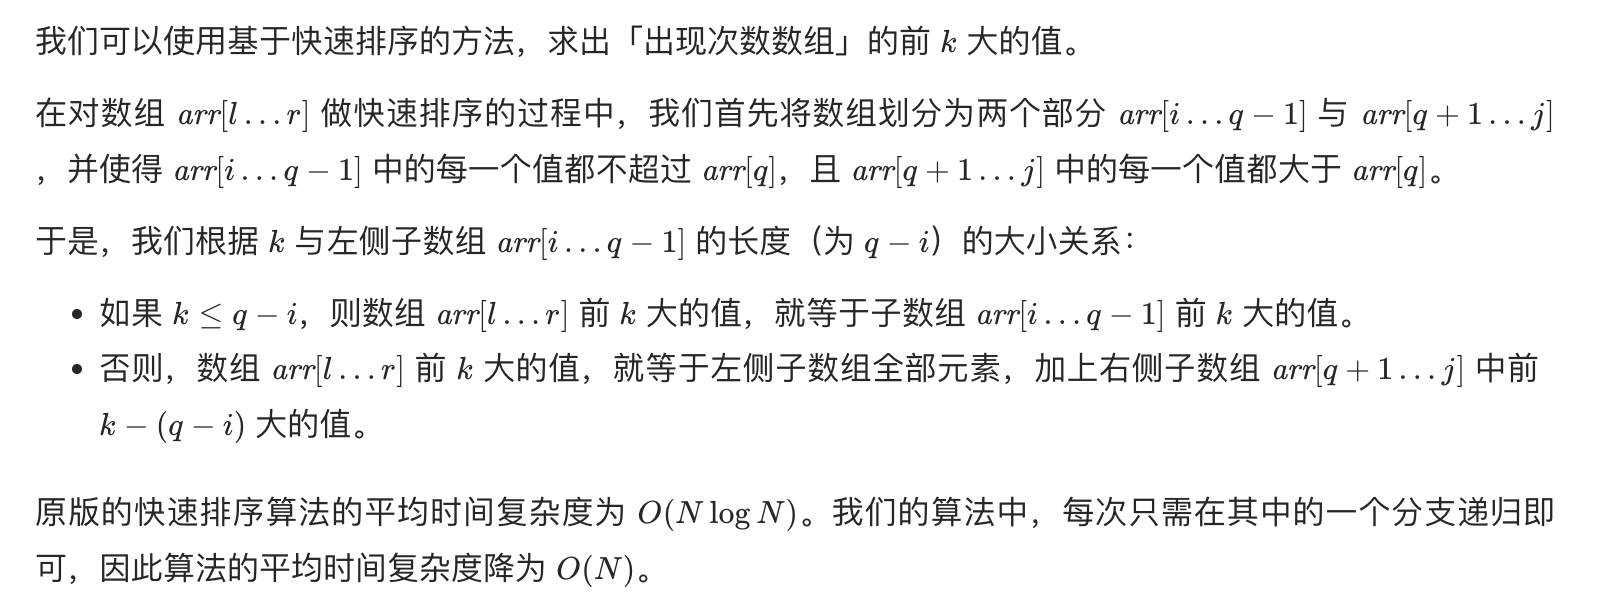 我们可以使用基于快速排序的方法，求出「出现次数数组」的前 k 大的值。
在对数组 arr[l…r] 做快速排序的过程中，我们首先将数组划分为两个部分 arr[i…q − 1] 与 arr[q + 1…j]
，并使得 arr[i…q − 1] 中的每一个值都不超过 arr[q]，且 arr[q + 1…j] 中的每一个值都大于 arr[q]。
于是，我们根据 k 与左侧子数组 arr[i…q − 1] 的长度（为 q − i）的大小关系：
• 如果 k ≤ q − i，则数组 arr[l…r] 前 k 大的值，就等于子数组 arr[i…q − 1] 前 k 大的值。
• 否则，数组 arr[l…r] 前 k 大的值，就等于左侧子数组全部元素，加上右侧子数组 arr[q + 1…j] 中前
k − (q − i) 大的值。
原版的快速排序算法的平均时间复杂度为 O(N log N)。我们的算法中，每次只需在其中的一个分支递归即
可，因此算法的平均时间复杂度降为 O(N)。